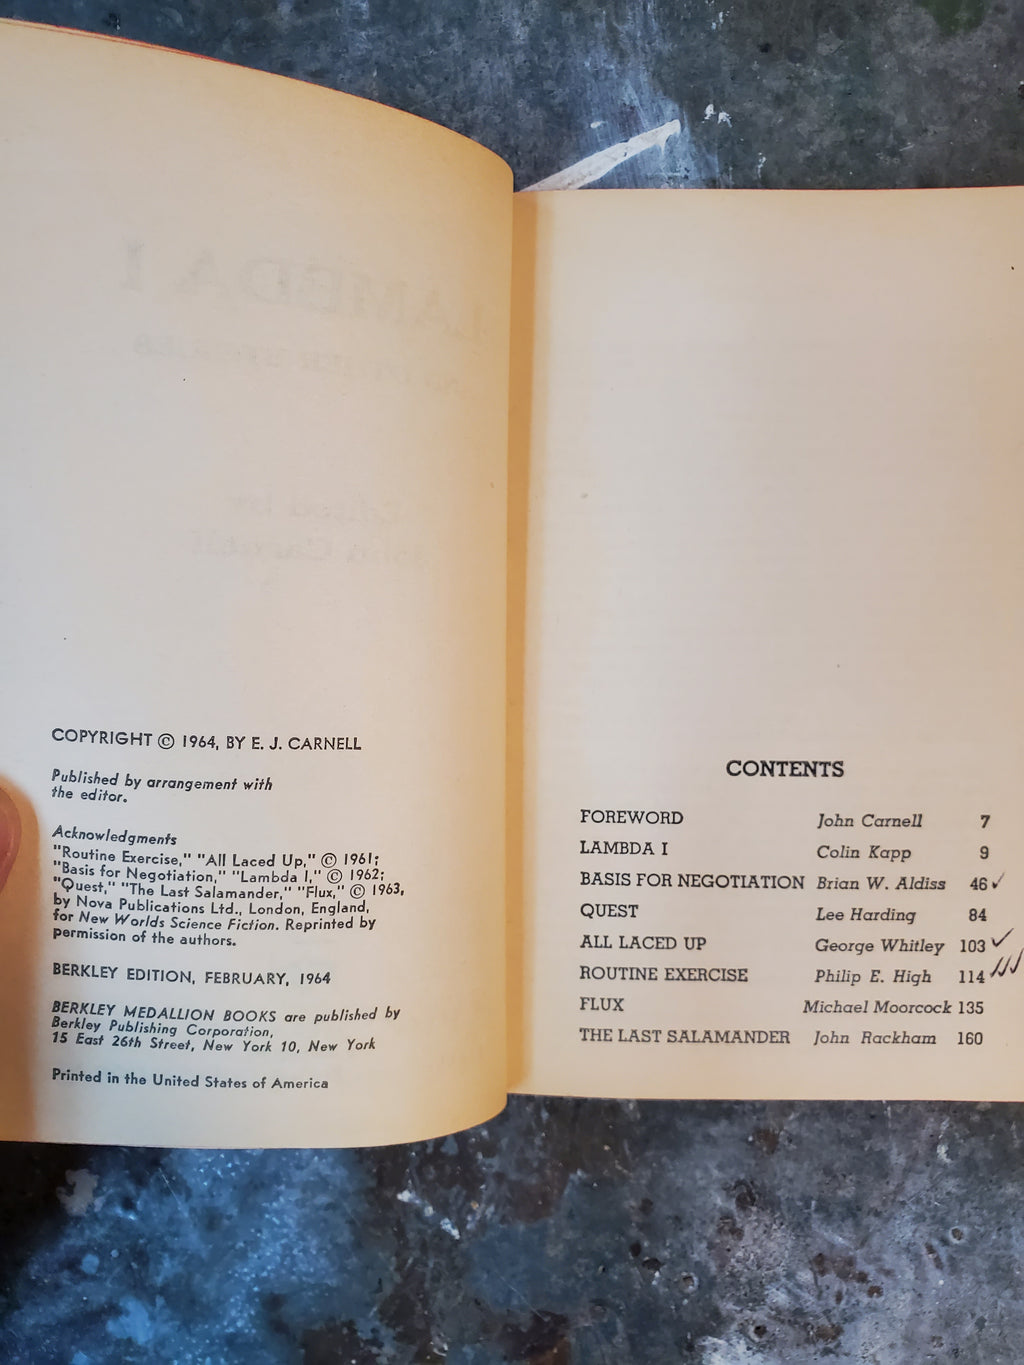 COPYRIGHT © 1964, BY E. J. CARNELL
Published by arrangement with
the editor.
Acknowledgments
"Routine Exercise," "All Laced Up," © 1961;
"Basis for Negotiation," "Lambda I," © 1962;
"Quest," "The Last Salamander," "Flux," © 1963,
by Nova Publications Ltd., London, England,
for New Worlds Science Fiction. Reprinted by
permission of the authors.
BERKLEY EDITION, FEBRUARY, 1964
BERKLEY MEDALLION BOOKS are published by
Berkley Publishing Corporation,
15 East 26th Street, New York 10, New York
Printed in the United States of America
CONTENTS
FOREWORD John Carnell 7
LAMBDA I Colin Kapp 9
BASIS FOR NEGOTIATION Brian W. Aldiss 46 ✓
QUEST Lee Harding 84
ALL LACED UP George Whitley 103 ✓
ROUTINE EXERCISE Philip E. High 114 ✓✓✓
FLUX Michael Moorcock 135
THE LAST SALAMANDER John Rackham 160